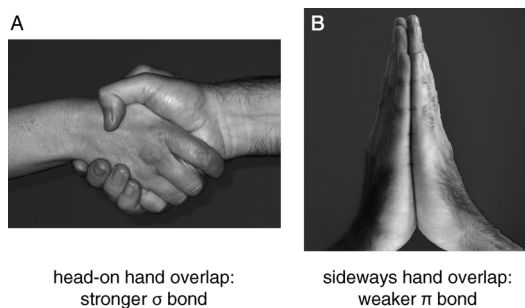 A
B
head-on hand overlap:
stronger σ bond
sideways hand overlap:
weaker π bond